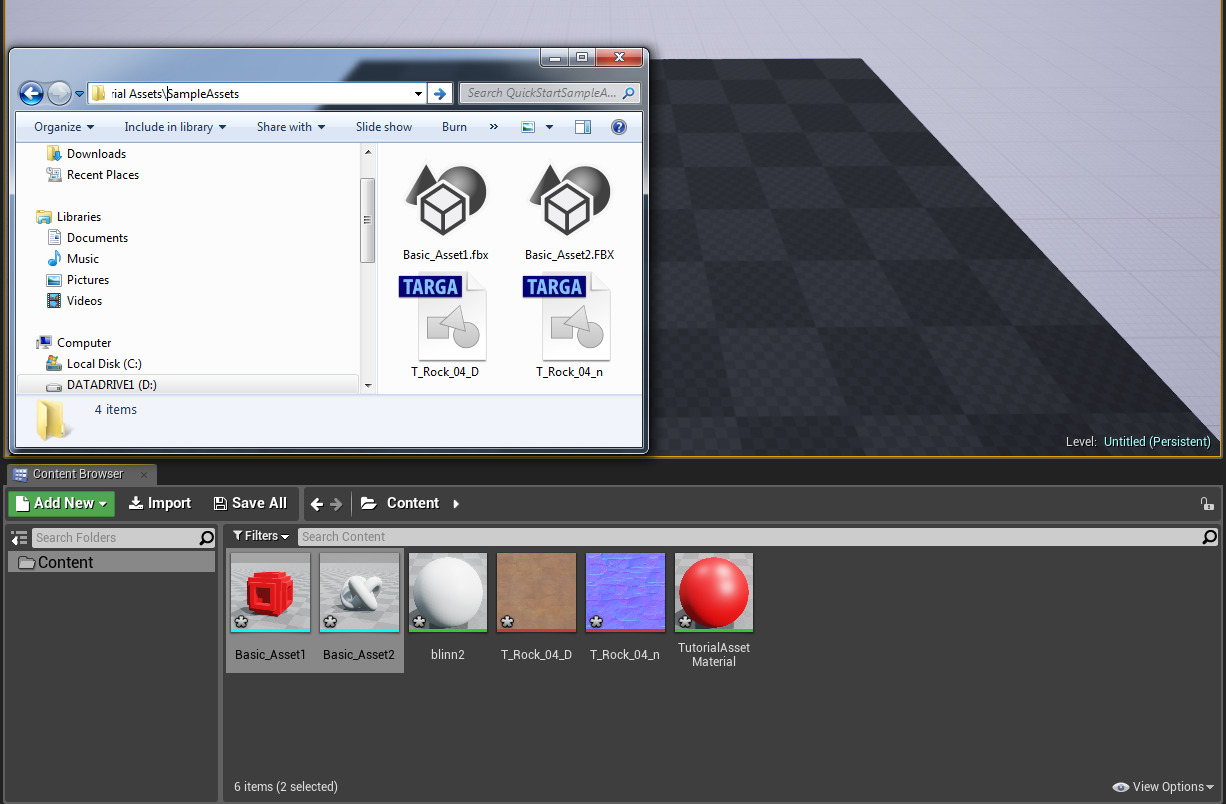 rial Assets\SampleAssets
Search QuickStartSampleA...
Organize Include in library Share with Slide show Burn »
Downloads
Recent Places
Libraries
Documents
Music
Pictures
Videos
Computer
Local Disk (C:)
DATADRIVE1 (D:)
Basic_Asset1.fbx Basic_Asset2.FBX
TARGA TARGA
T_Rock_04_D T_Rock_04_n
4 items
Level: Untitled (Persistent)
Content Browser
Add New Import Save All Content
Search Folders
Filters Search Content
Content
Basic_Asset1 Basic_Asset2 blinn2 T_Rock_04_D T_Rock_04_n TutorialAsset
Material
6 items (2 selected)
View Options